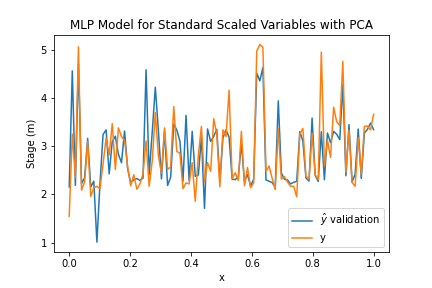 MLP Model for Standard Scaled Variables with PCA
5
4
3
2
1
Stage (m)
0.0 0.2 0.4 0.6 0.8 1.0
x
ŷ validation
y